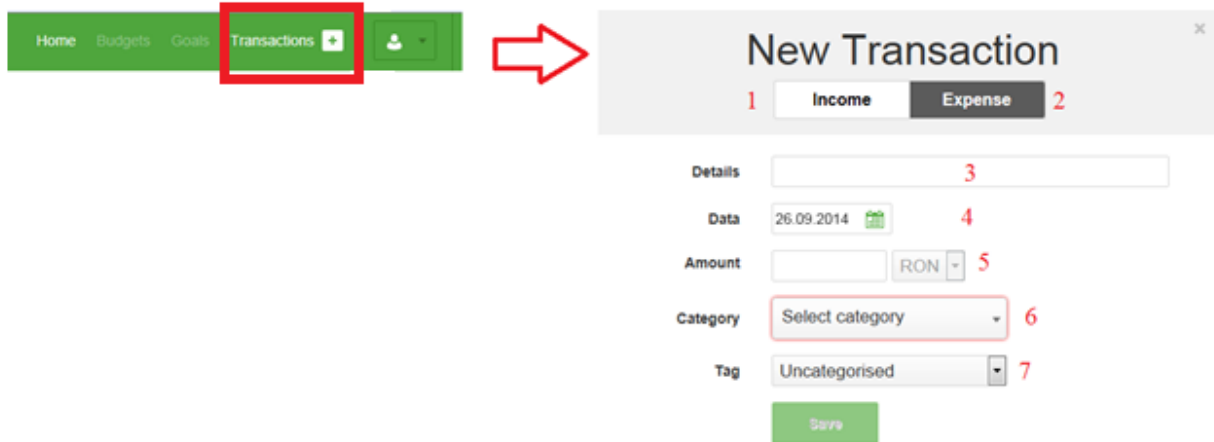 Home Budgets Goals Transactions +
New Transaction
×
1 Income Expense 2
Details 3
Data 26.09.2014 4
Amount RON 5
Category Select category 6
Tag Uncategorised 7
Save